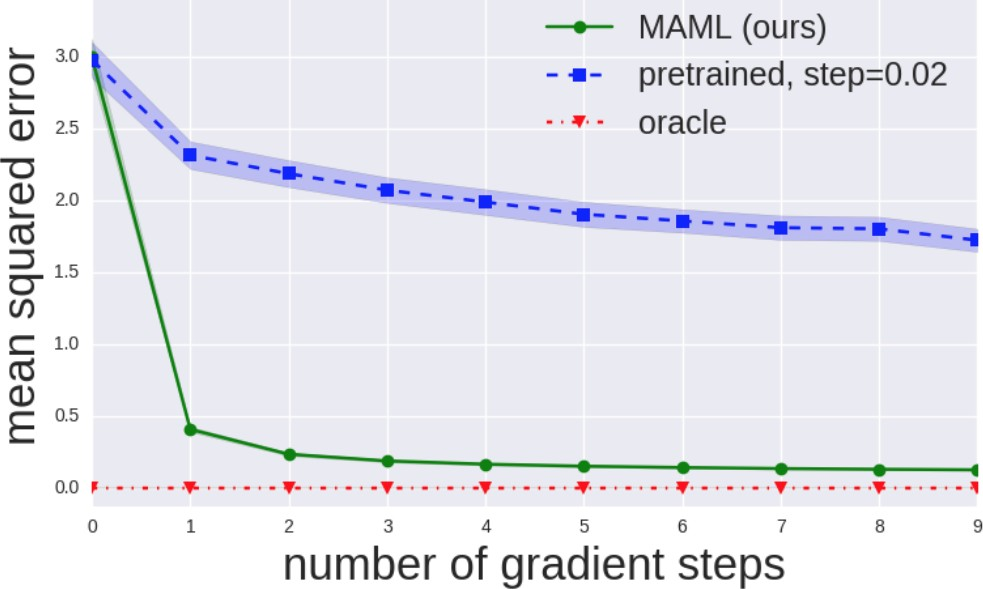 MAML (ours)
pretrained, step=0.02
oracle
mean squared error
3.0
2.5
2.0
1.5
1.0
0.5
0.0
0 1 2 3 4 5 6 7 8 9
number of gradient steps